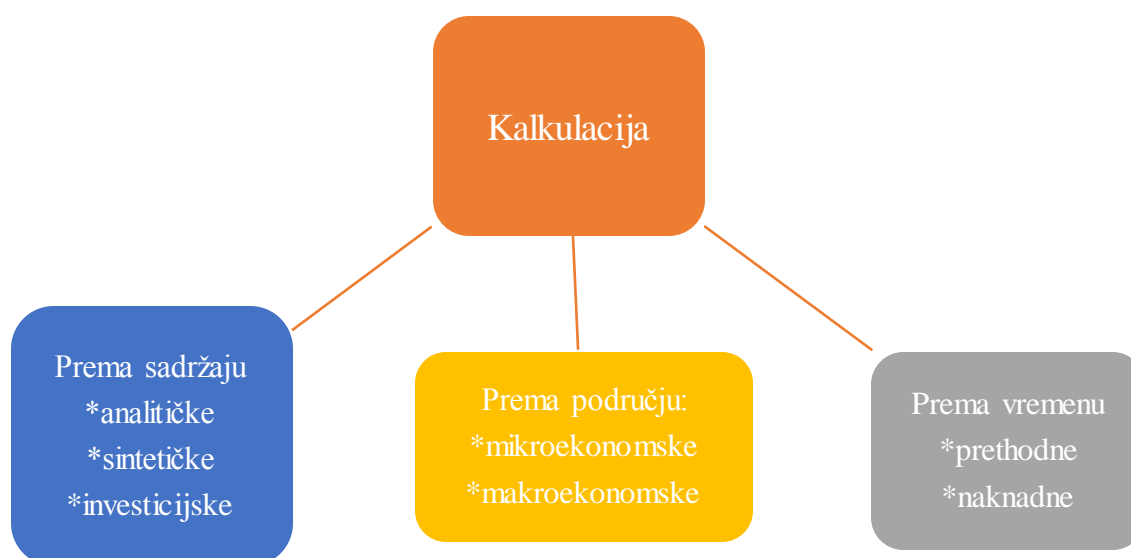 Kalkulacija
Prema sadržaju
*analitičke
*sintetičke
*investicijske
Prema području:
*mikroekonomske
*makroekonomske
Prema vremenu
*prethodne
*naknadne